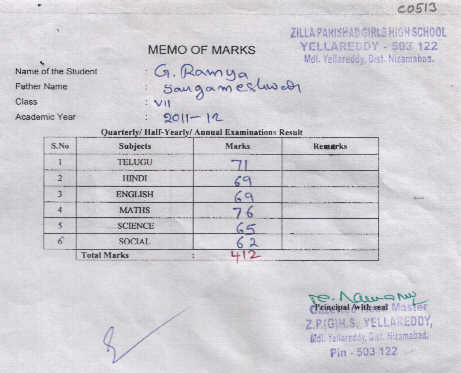 C0513
ZILLA PARISHAD GIRLS HIGH SCHOOL
YELLAREDDY - 503 122
Mdl. Yellareddy, Dist. Nizamabad.
MEMO OF MARKS
Name of the Student : G. Ramya
Father Name : Sangameshwar
Class : VII
Academic Year : 2011-12
Quarterly/ Half-Yearly/ Annual Examinations Result
S.No Subjects Marks Remarks
1 TELUGU 71
2 HINDI 69
3 ENGLISH 69
4 MATHS 76
5 SCIENCE 65
6 SOCIAL 62
Total Marks : 412
Principal /with seal
Master
Z.P.(G)H.S. YELLAREDDY,
Mdl. Yellareddy, Dist. Nizamabad.
Pin - 503 122